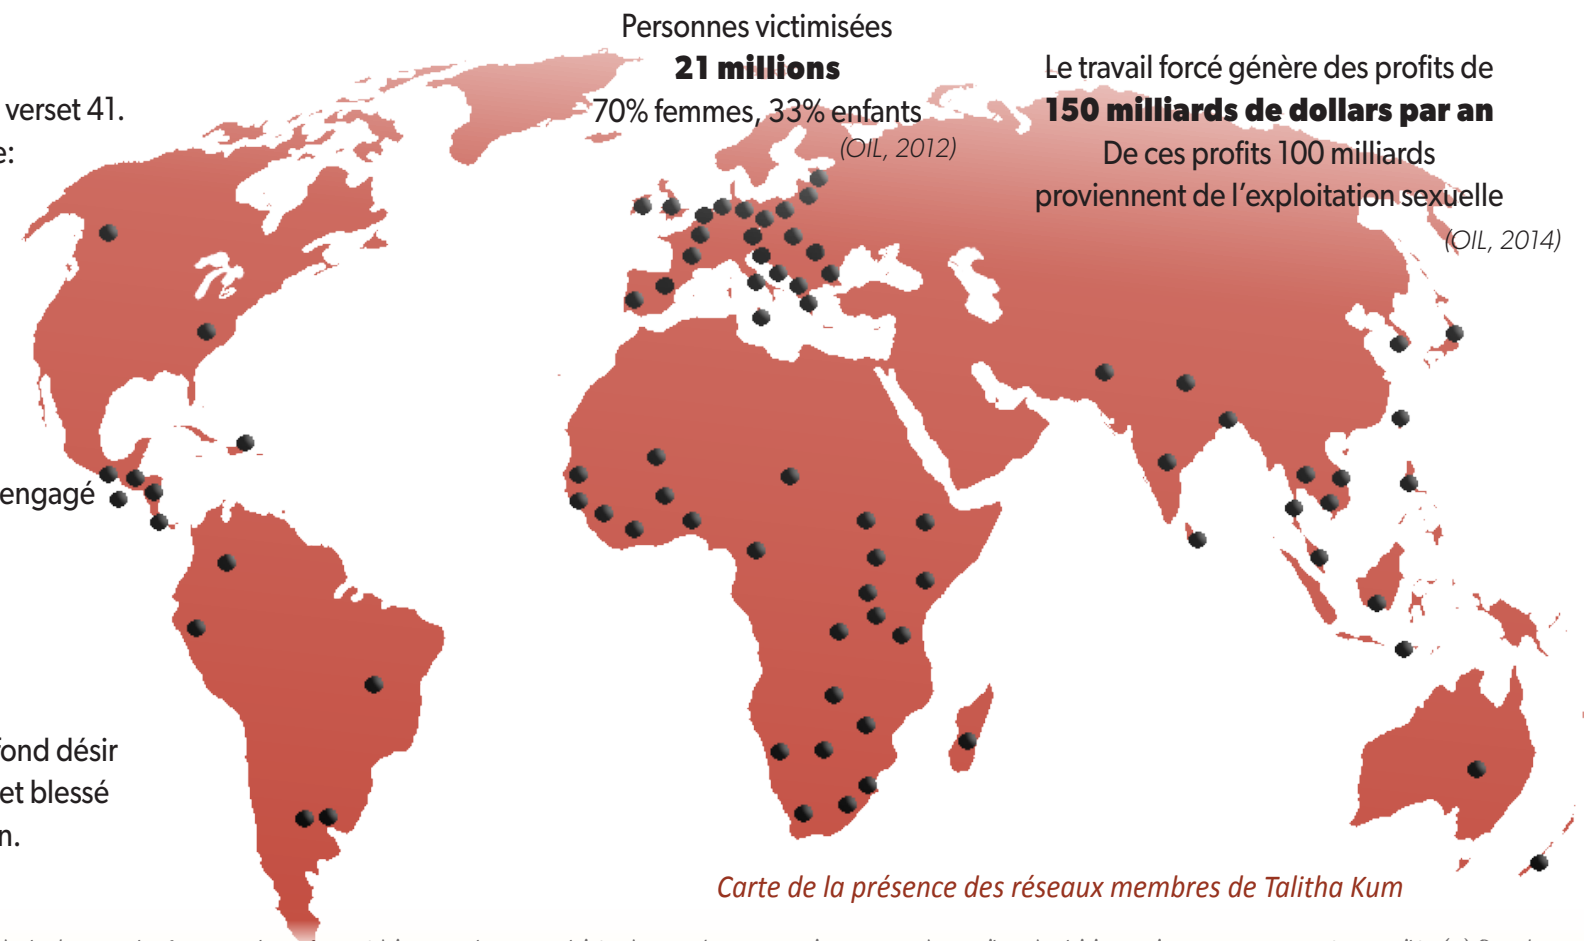 verset 41.
e:
engagé
fond désir
et blessé
n.
Personnes victimisées
21 millions
70% femmes, 33% enfants
(OIL, 2012)
Le travail forcé génère des profits de
150 milliards de dollars par an
De ces profits 100 milliards
proviennent de l'exploitation sexuelle
(OIL, 2014)
Carte de la présence des réseaux membres de Talitha Kum